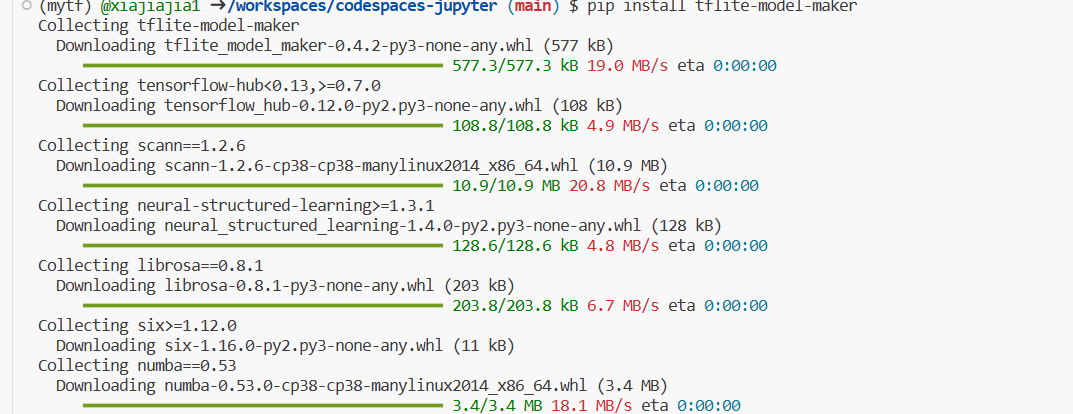 (mytf) @xiajiajia1 ➜/workspaces/codespaces-jupyter (main) $ pip install tflite-model-maker
Collecting tflite-model-maker
Downloading tflite_model_maker-0.4.2-py3-none-any.whl (577 kB)
577.3/577.3 kB 19.0 MB/s eta 0:00:00
Collecting tensorflow-hub<0.13,>=0.7.0
Downloading tensorflow_hub-0.12.0-py2.py3-none-any.whl (108 kB)
108.8/108.8 kB 4.9 MB/s eta 0:00:00
Collecting scann==1.2.6
Downloading scann-1.2.6-cp38-cp38-manylinux2014_x86_64.whl (10.9 MB)
10.9/10.9 MB 20.8 MB/s eta 0:00:00
Collecting neural-structured-learning>=1.3.1
Downloading neural_structured_learning-1.4.0-py2.py3-none-any.whl (128 kB)
128.6/128.6 kB 4.8 MB/s eta 0:00:00
Collecting librosa==0.8.1
Downloading librosa-0.8.1-py3-none-any.whl (203 kB)
203.8/203.8 kB 6.7 MB/s eta 0:00:00
Collecting six>=1.12.0
Downloading six-1.16.0-py2.py3-none-any.whl (11 kB)
Collecting numba==0.53
Downloading numba-0.53.0-cp38-cp38-manylinux2014_x86_64.whl (3.4 MB)
3.4/3.4 MB 18.1 MB/s eta 0:00:00